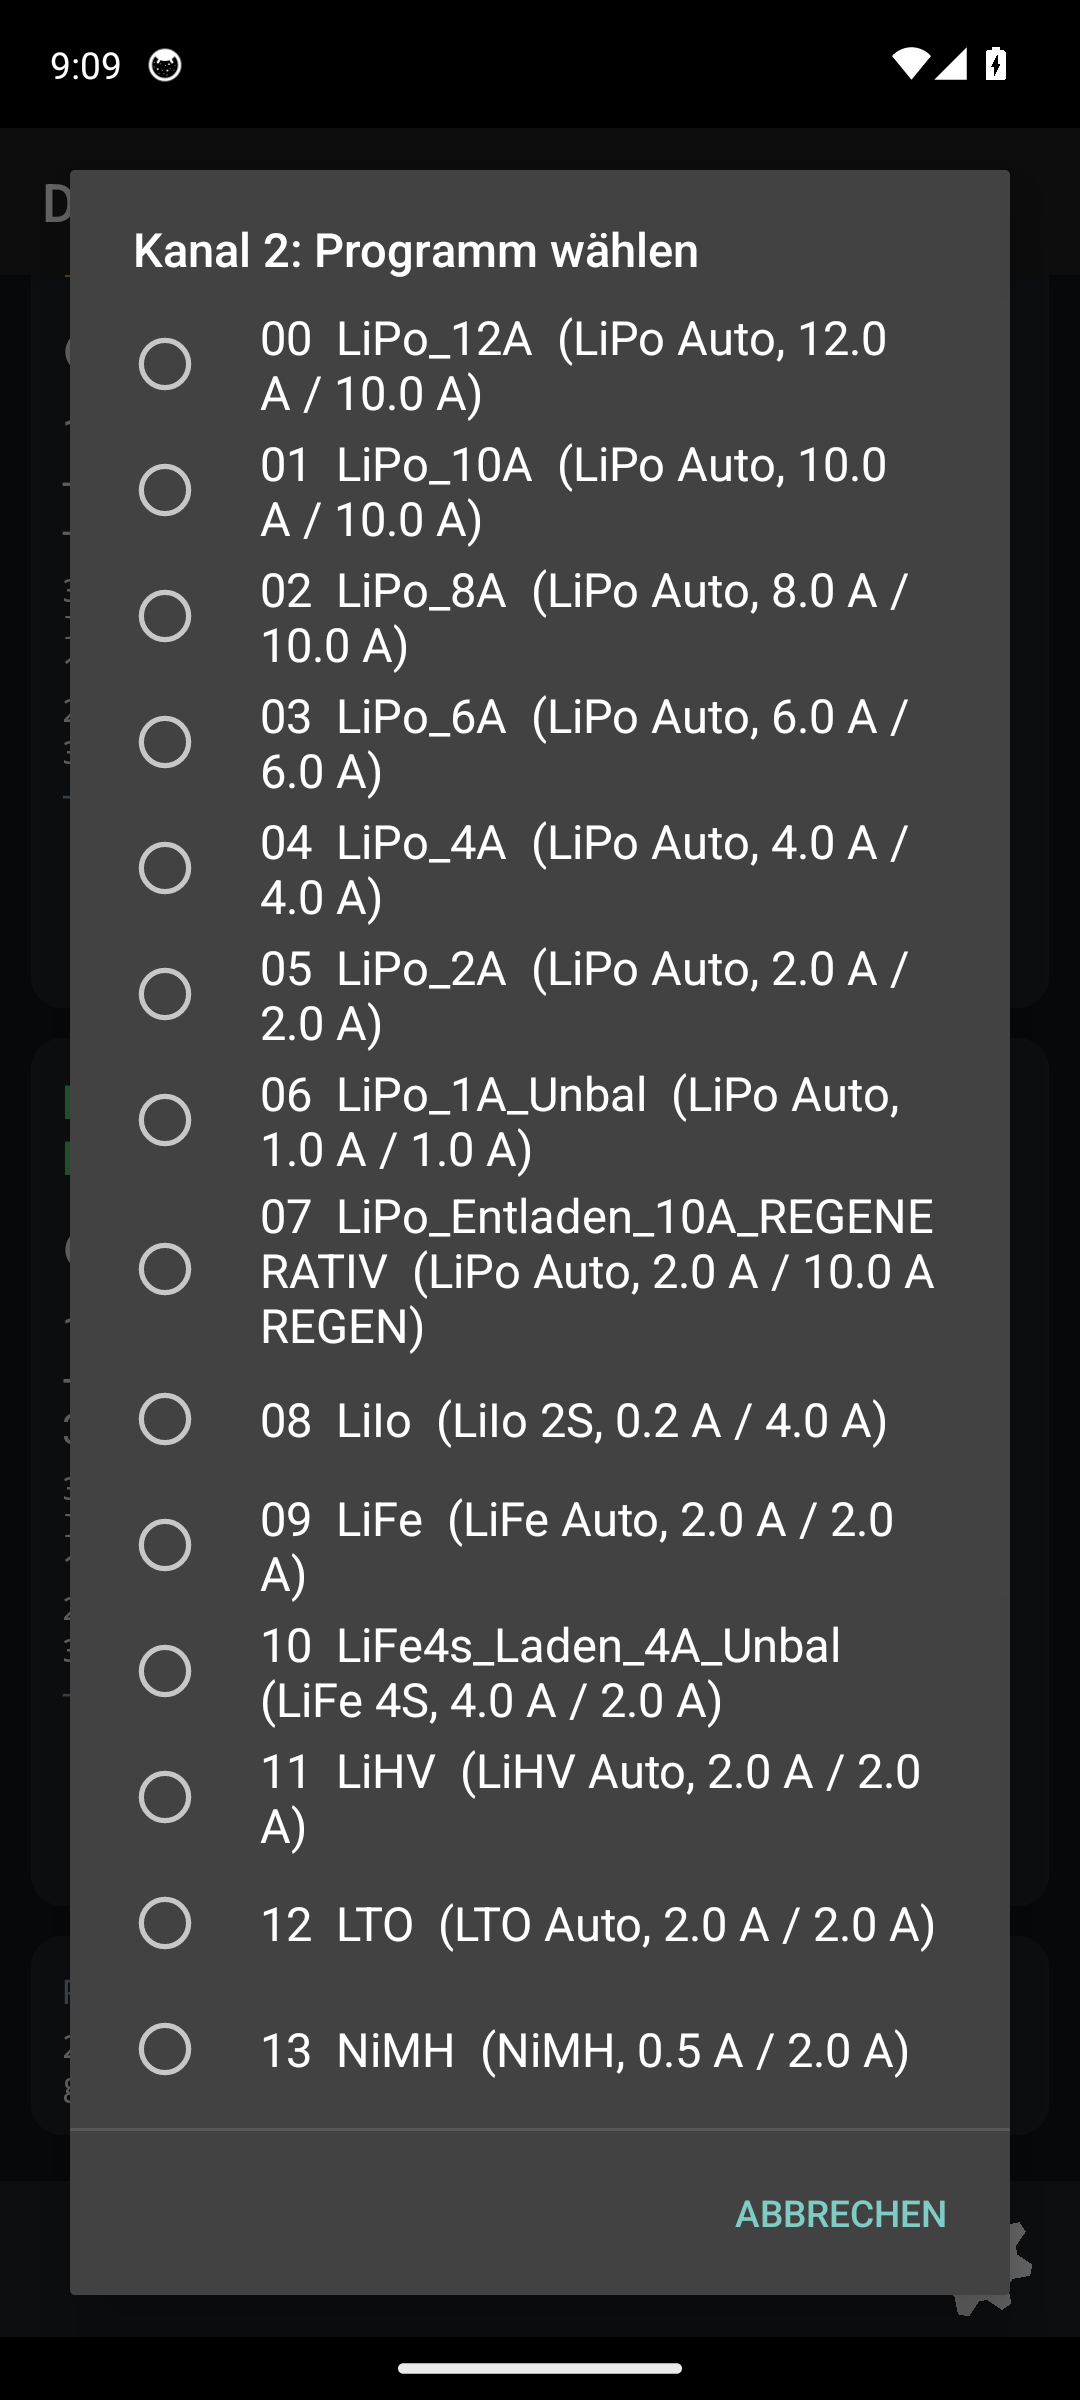 9:09
Kanal 2: Programm wählen
00 LiPo_12A (LiPo Auto, 12.0
A / 10.0 A)
01 LiPo_10A (LiPo Auto, 10.0
A / 10.0 A)
02 LiPo_8A (LiPo Auto, 8.0 A /
10.0 A)
03 LiPo_6A (LiPo Auto, 6.0 A /
6.0 A)
04 LiPo_4A (LiPo Auto, 4.0 A /
4.0 A)
05 LiPo_2A (LiPo Auto, 2.0 A /
2.0 A)
06 LiPo_1A_Unbal (LiPo Auto,
1.0 A / 1.0 A)
07 LiPo_Entladen_10A_REGENE
RATIV (LiPo Auto, 2.0 A / 10.0 A
REGEN)
08 LiIo (LiIo 2S, 0.2 A / 4.0 A)
09 LiFe (LiFe Auto, 2.0 A / 2.0
A)
10 LiFe4s_Laden_4A_Unbal
(LiFe 4S, 4.0 A / 2.0 A)
11 LiHV (LiHV Auto, 2.0 A / 2.0
A)
12 LTO (LTO Auto, 2.0 A / 2.0 A)
13 NiMH (NiMH, 0.5 A / 2.0 A)
ABBRECHEN